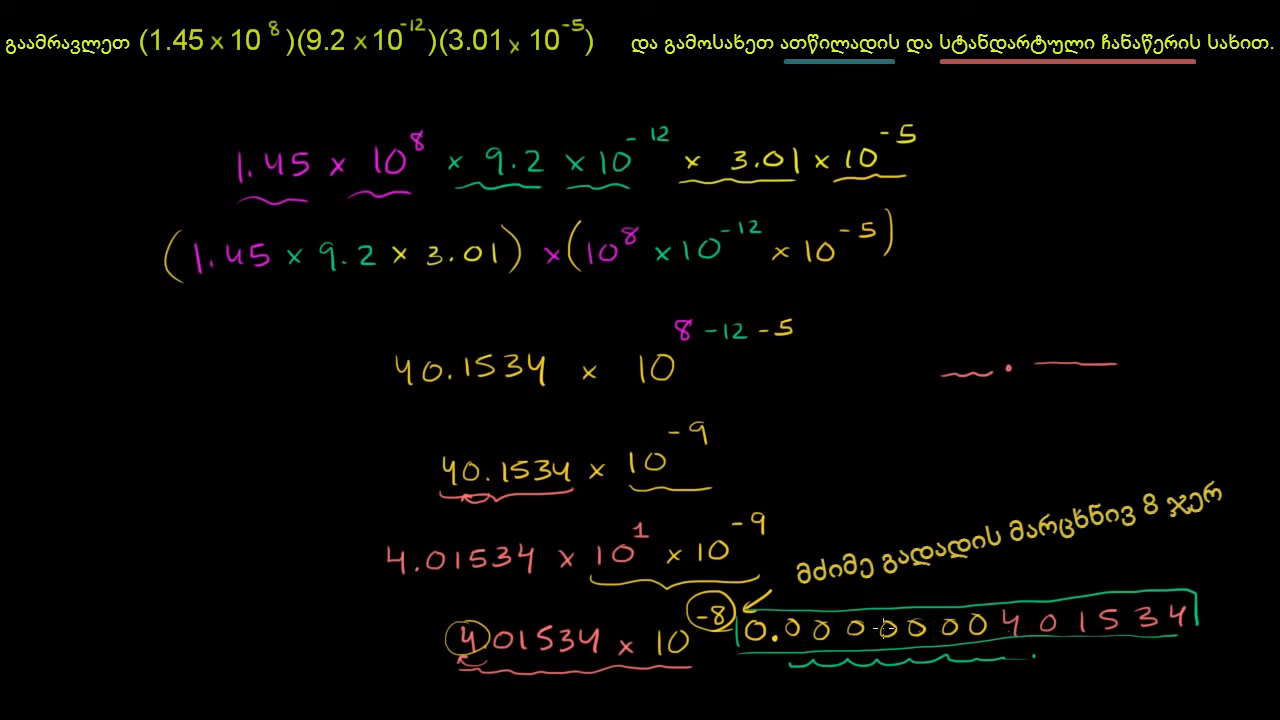 გაამრავლეთ (1.45 × 10⁸)(9.2 × 10⁻¹²)(3.01 × 10⁻⁵) და გამოსახეთ ათწილადის და სტანდარტული ჩანაწერის სახით.
1.45 × 10⁸ × 9.2 × 10⁻¹² × 3.01 × 10⁻⁵
(1.45 × 9.2 × 3.01) × (10⁸ × 10⁻¹² × 10⁻⁵)
40.1534 × 10⁸⁻¹²⁻⁵
40.1534 × 10⁻⁹
4.01534 × 10¹ × 10⁻⁹
მძიმე გადადის მარცხნივ 8 ჯერ
4.01534 × 10⁻⁸ 0.0000000401534